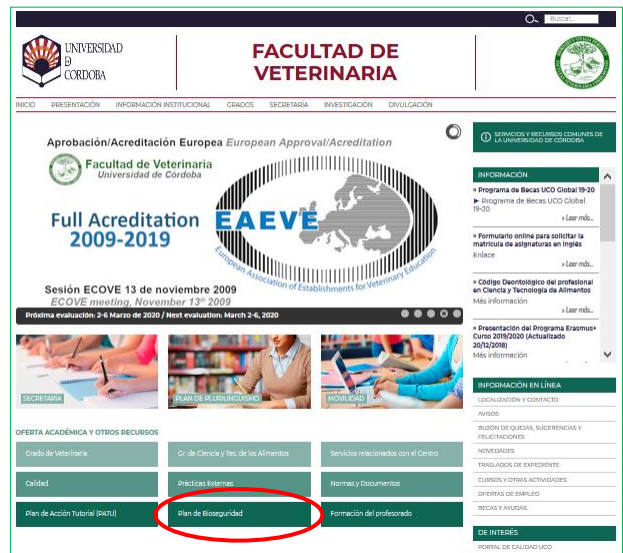 Buscar...
UNIVERSIDAD
D
CÓRDOBA
FACULTAD DE
VETERINARIA
INICIO PRESENTACIÓN INFORMACIÓN INSTITUCIONAL GRADOS SECRETARÍA INVESTIGACIÓN DIVULGACIÓN
Aprobación/Acreditación Europea European Approval/Acreditation
Facultad de Veterinaria
Universidad de Córdoba
Full Acreditation
2009-2019
EAEVE
European Association of Establishments for Veterinary Education
Sesión ECOVE 13 de noviembre 2009
ECOVE meeting, November 13th 2009
Próxima evaluación: 2-6 Marzo de 2020 / Next evaluation: March 2-6, 2020
SECRETARÍA
PLAN DE PLURILINGÜISMO
MOVILIDAD
OFERTA ACADÉMICA Y OTROS RECURSOS
Grado de Veterinaria
Gr. de Ciencia y Tec. de los Alimentos
Servicios relacionados con el Centro
Calidad
Prácticas Externas
Normas y Documentos
Plan de Acción Tutorial (PATU)
Plan de Bioseguridad
Formación del profesorado
SERVICIOS Y RECURSOS COMUNES DE
LA UNIVERSIDAD DE CÓRDOBA
INFORMACIÓN
» Programa de Becas UCO Global 19-20
► Programa de Becas UCO Global
19-20
» Leer más...
» Formulario online para solicitar la
matrícula de asignaturas en inglés
Enlace
» Leer más...
» Código Deontológico del profesional
en Ciencia y Tecnología de Alimentos
Más información
» Leer más...
» Presentación del Programa Erasmus+
Curso 2019/2020 (Actualizado
20/12/2018)
Más información
INFORMACIÓN EN LÍNEA
LOCALIZACIÓN Y CONTACTO
AVISOS
BUZÓN DE QUEJAS, SUGERENCIAS Y
FELICITACIONES
NOVEDADES
TRASLADOS DE EXPEDIENTE
CURSOS Y OTRAS ACTIVIDADES
OFERTAS DE EMPLEO
BECAS Y AYUDAS
DE INTERÉS
PORTAL DE CALIDAD UCO